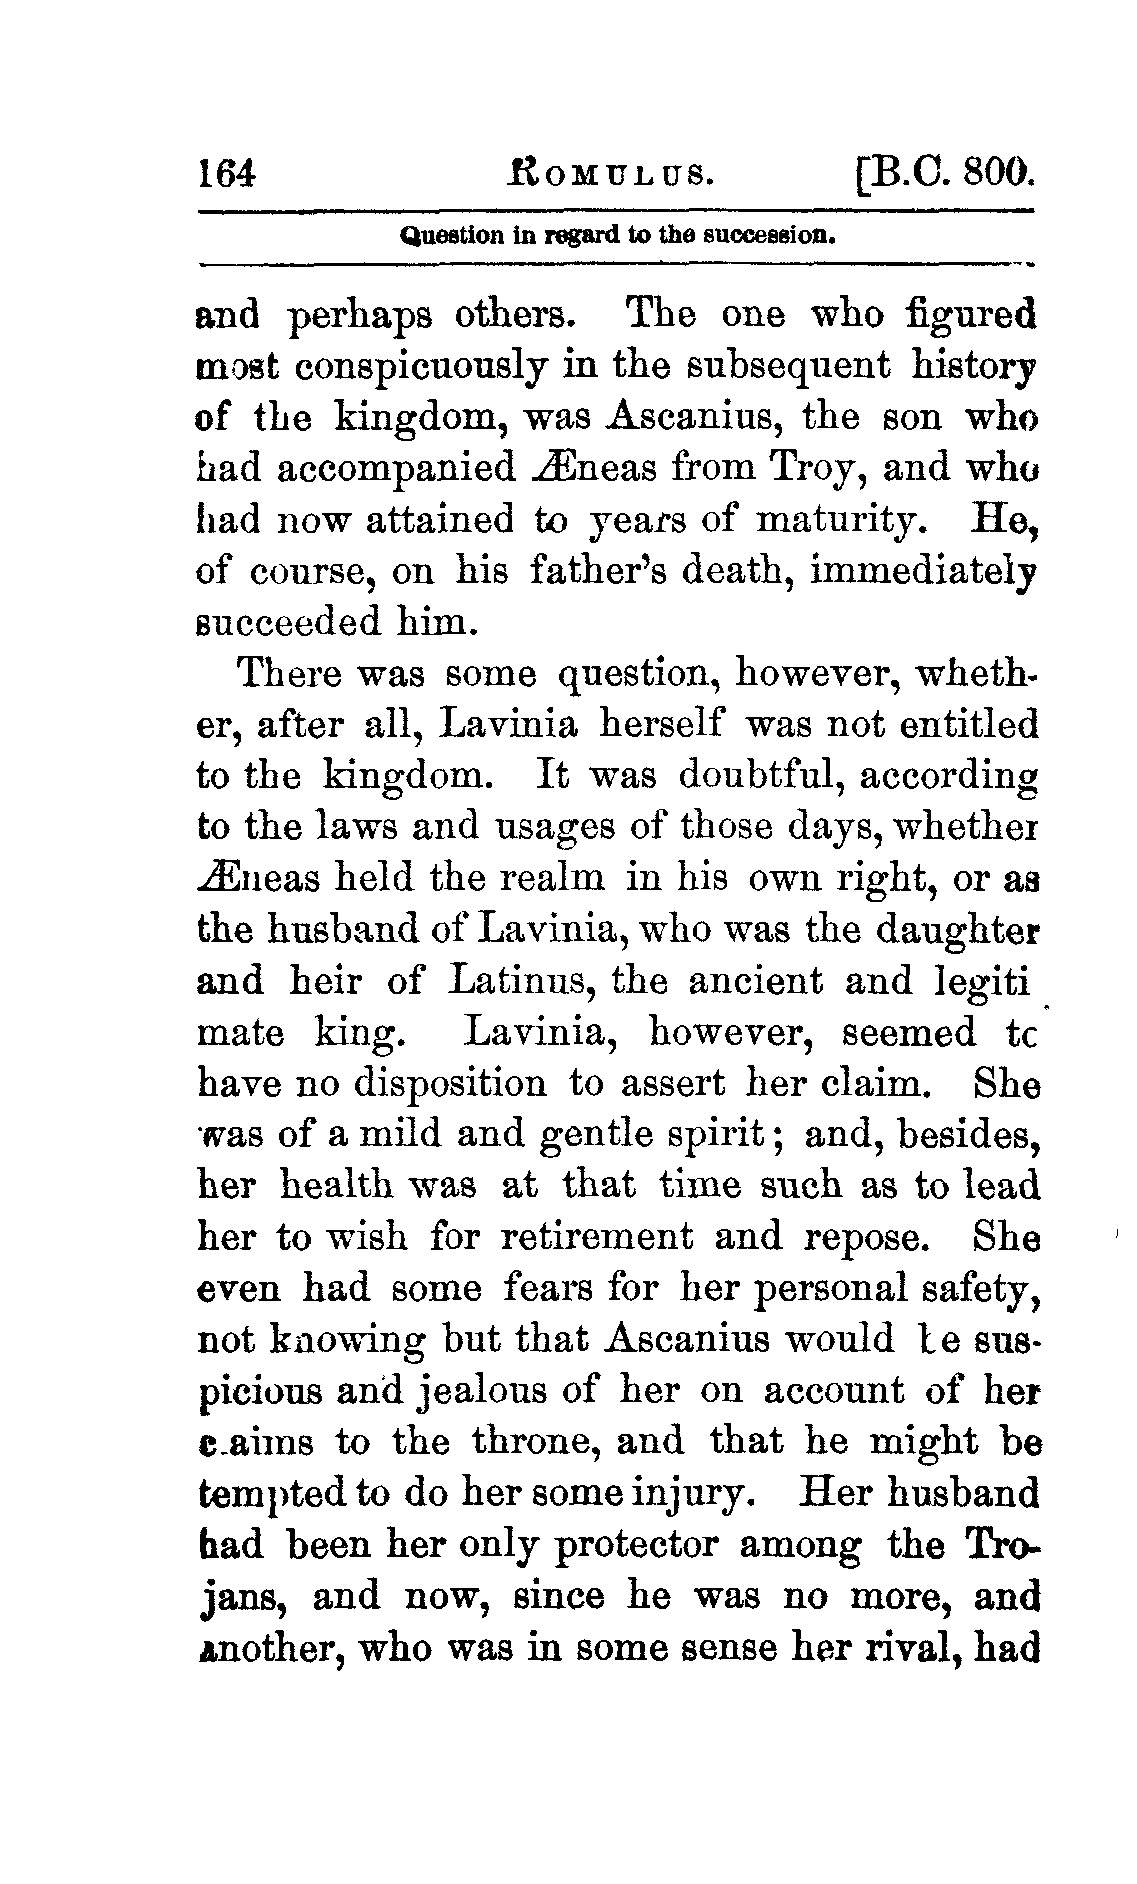 164 ROMULUS. [B.C. 800.
Question in regard to the succession.
and perhaps others. The one who figured
most conspicuously in the subsequent history
of the kingdom, was Ascanius, the son who
had accompanied Æneas from Troy, and who
had now attained to years of maturity. He,
of course, on his father's death, immediately
succeeded him.
There was some question, however, wheth-
er, after all, Lavinia herself was not entitled
to the kingdom. It was doubtful, according
to the laws and usages of those days, whether
Æneas held the realm in his own right, or as
the husband of Lavinia, who was the daughter
and heir of Latinus, the ancient and legiti
mate king. Lavinia, however, seemed to
have no disposition to assert her claim. She
was of a mild and gentle spirit; and, besides,
her health was at that time such as to lead
her to wish for retirement and repose. She
even had some fears for her personal safety,
not knowing but that Ascanius would be sus-
picious and jealous of her on account of her
claims to the throne, and that he might be
tempted to do her some injury. Her husband
had been her only protector among the Tro-
jans, and now, since he was no more, and
another, who was in some sense her rival, had